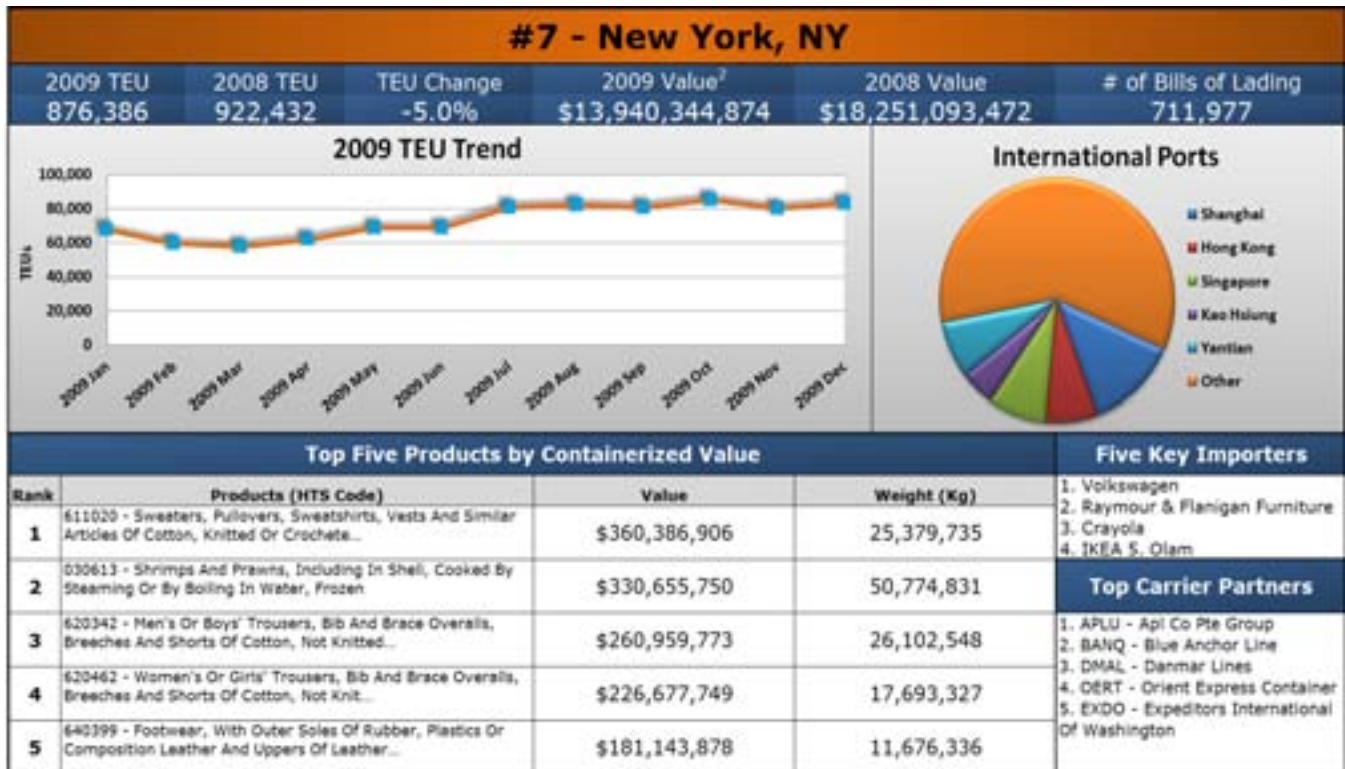 #7 - New York, NY
2009 TEU 2008 TEU TEU Change 2009 Value² 2008 Value # of Bills of Lading
876,386 922,432 -5.0% $13,940,344,874 $18,251,093,472 711,977
2009 TEU Trend
100,000
80,000
60,000
40,000
20,000
0
TEUs
2009 Jan 2009 Feb 2009 Mar 2009 Apr 2009 May 2009 Jun 2009 Jul 2009 Aug 2009 Sep 2009 Oct 2009 Nov 2009 Dec
International Ports
Shanghai
Hong Kong
Singapore
Kao Hsiung
Yantian
Other
Top Five Products by Containerized Value
Rank Products (HTS Code) Value Weight (Kg)
1 611020 - Sweaters, Pullovers, Sweatshirts, Vests And Similar
Articles Of Cotton, Knitted Or Crochete... $360,386,906 25,379,735
2 030613 - Shrimps And Prawns, Including In Shell, Cooked By
Steaming Or By Boiling In Water, Frozen $330,655,750 50,774,831
3 620342 - Men's Or Boys' Trousers, Bib And Brace Overalls,
Breeches And Shorts Of Cotton, Not Knitted... $260,959,773 26,102,548
4 620462 - Women's Or Girls' Trousers, Bib And Brace Overalls,
Breeches And Shorts Of Cotton, Not Knit... $226,677,749 17,693,327
5 640399 - Footwear, With Outer Soles Of Rubber, Plastics Or
Composition Leather And Uppers Of Leather... $181,143,878 11,676,336
Five Key Importers
1. Volkswagen
2. Raymour & Flanigan Furniture
3. Crayola
4. IKEA 5. Olam
Top Carrier Partners
1. APLU - Apl Co Pte Group
2. BANQ - Blue Anchor Line
3. DMAL - Danmar Lines
4. OERT - Orient Express Container
5. EXDO - Expeditors International
Of Washington